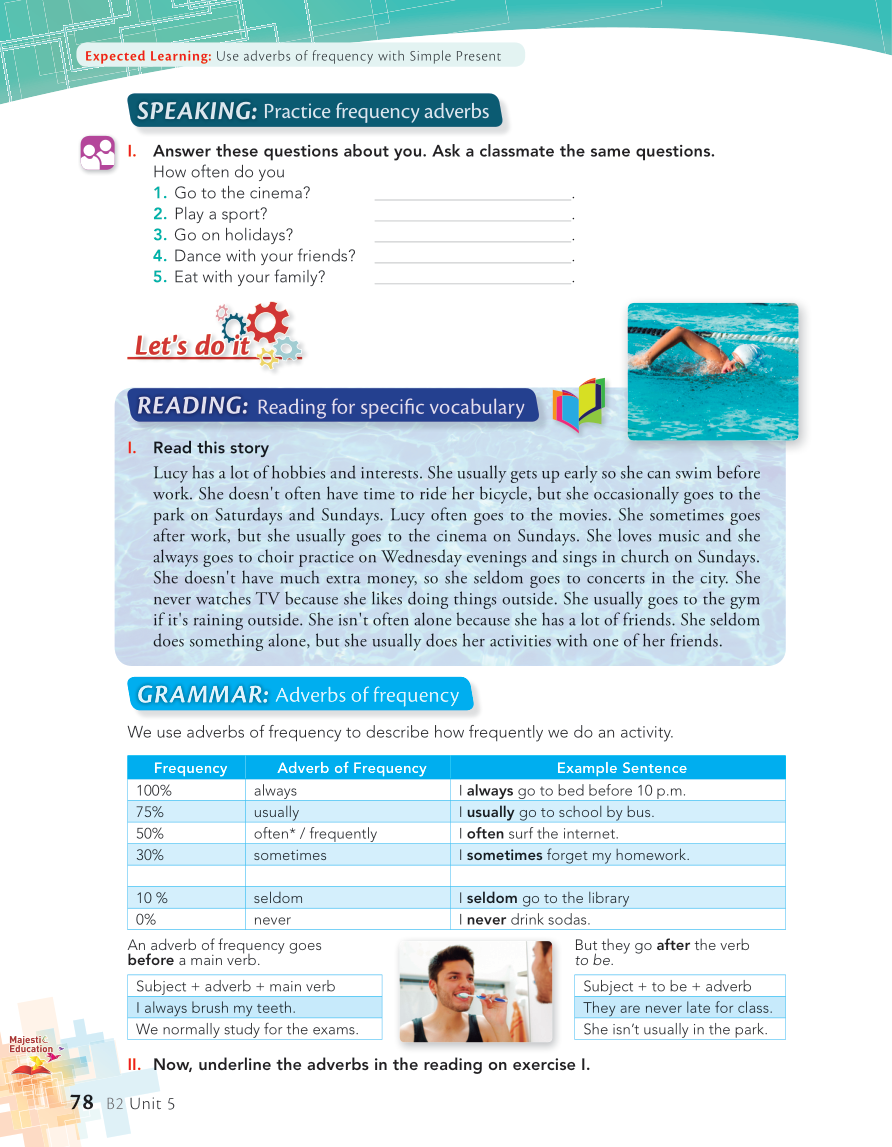 Expected Learning: Use adverbs of frequency with Simple Present
SPEAKING: Practice frequency adverbs
I. Answer these questions about you. Ask a classmate the same questions.
How often do you
1. Go to the cinema? ____________________.
2. Play a sport? ____________________.
3. Go on holidays? ____________________.
4. Dance with your friends? ____________________.
5. Eat with your family? ____________________.
Let's do it
READING: Reading for specific vocabulary
I. Read this story
Lucy has a lot of hobbies and interests. She usually gets up early so she can swim before
work. She doesn't often have time to ride her bicycle, but she occasionally goes to the
park on Saturdays and Sundays. Lucy often goes to the movies. She sometimes goes
after work, but she usually goes to the cinema on Sundays. She loves music and she
always goes to choir practice on Wednesday evenings and sings in church on Sundays.
She doesn't have much extra money, so she seldom goes to concerts in the city. She
never watches TV because she likes doing things outside. She usually goes to the gym
if it's raining outside. She isn't often alone because she has a lot of friends. She seldom
does something alone, but she usually does her activities with one of her friends.
GRAMMAR: Adverbs of frequency
We use adverbs of frequency to describe how frequently we do an activity.
Frequency Adverb of Frequency Example Sentence
100% always I always go to bed before 10 p.m.
75% usually I usually go to school by bus.
50% often* / frequently I often surf the internet.
30% sometimes I sometimes forget my homework.
10 % seldom I seldom go to the library
0% never I never drink sodas.
An adverb of frequency goes
before a main verb.
Subject + adverb + main verb
I always brush my teeth.
We normally study for the exams.
But they go after the verb
to be.
Subject + to be + adverb
They are never late for class.
She isn't usually in the park.
II. Now, underline the adverbs in the reading on exercise I.
Majestic
Education
78 B2 Unit 5